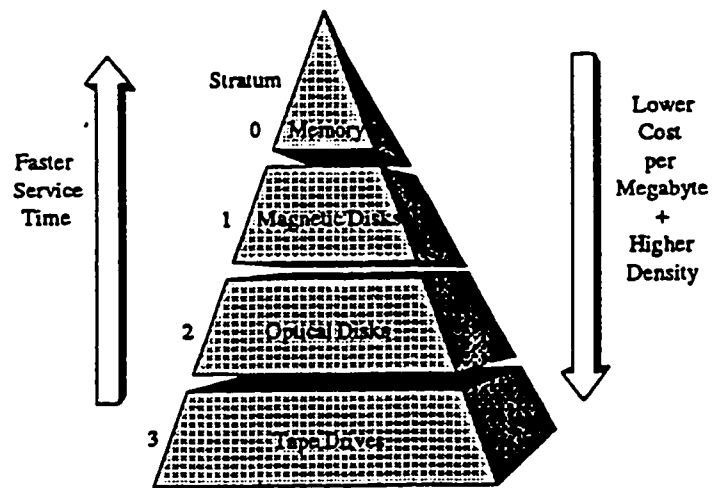 Stratum
0 Memory
Faster
Service
Time
Lower
Cost
per
Megabyte
+
Higher
Density
1 Magnetic Disks
2 Optical Disks
3 Tape Drives